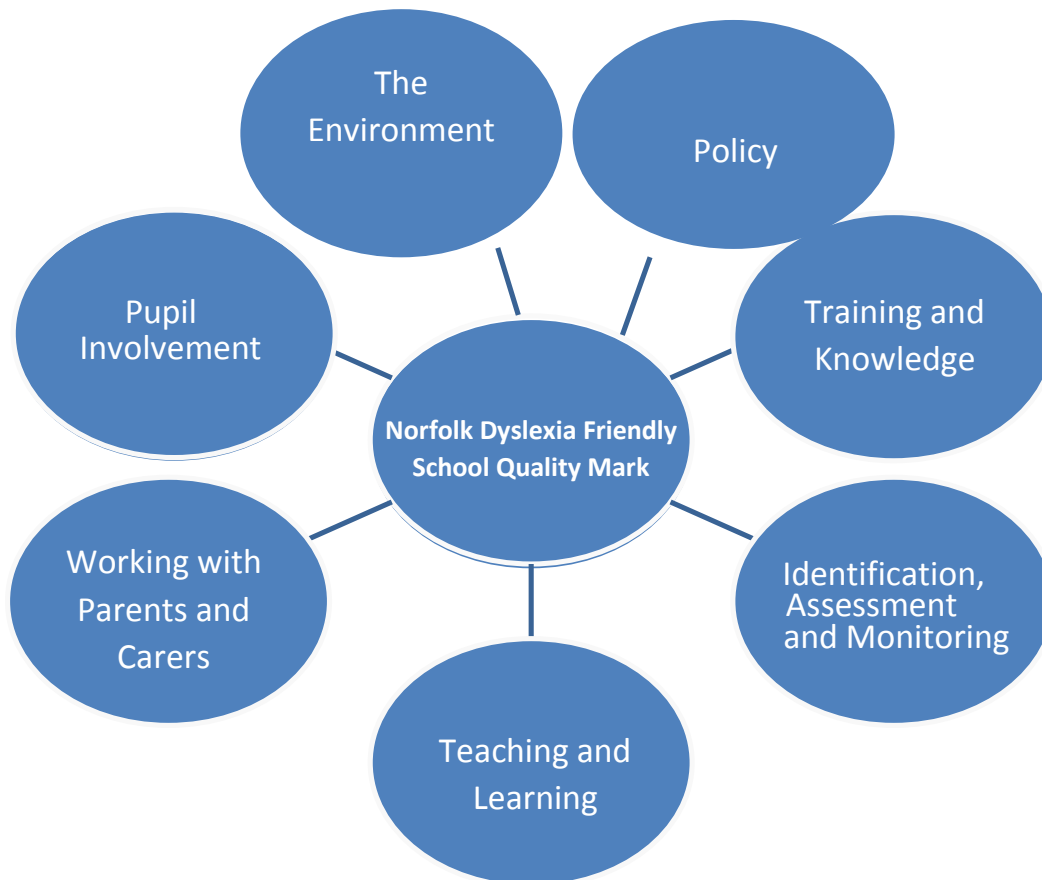 The
Environment
Policy
Training and
Knowledge
Identification,
Assessment
and Monitoring
Teaching and
Learning
Working with
Parents and
Carers
Pupil
Involvement
Norfolk Dyslexia Friendly
School Quality Mark